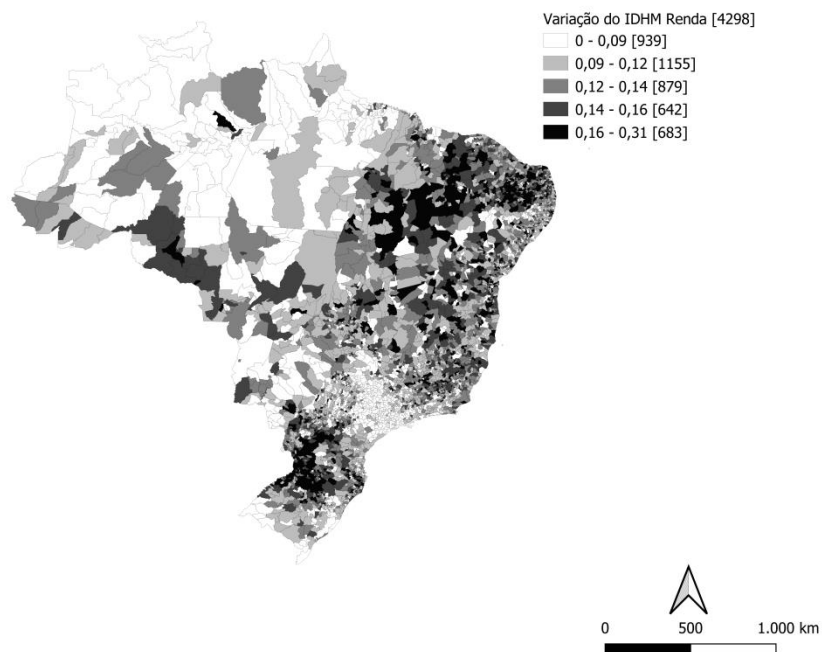 Variação do IDHM Renda [4298]
0 - 0,09 [939]
0,09 - 0,12 [1155]
0,12 - 0,14 [879]
0,14 - 0,16 [642]
0,16 - 0,31 [683]
0 500 1.000 km